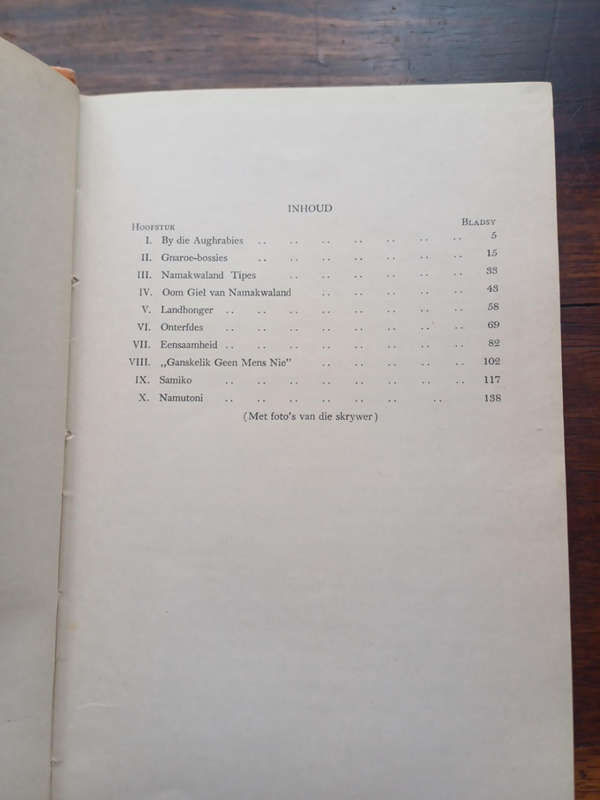 INHOUD
HOOFSTUK BLADSY
I. By die Aughrabies .. .. .. .. .. .. .. 5
II. Gnaroe-bossies .. .. .. .. .. .. .. 15
III. Namakwaland Tipes .. .. .. .. .. .. 33
IV. Oom Giel van Namakwaland .. .. .. .. .. 43
V. Landhonger .. .. .. .. .. .. .. .. 58
VI. Onterfdes .. .. .. .. .. .. .. .. 69
VII. Eensaamheid .. .. .. .. .. .. .. .. 82
VIII. „Ganskelik Geen Mens Nie" .. .. .. .. .. .. 102
IX. Samiko .. .. .. .. .. .. .. .. 117
X. Namutoni .. .. .. .. .. .. .. 138
(Met foto's van die skrywer)